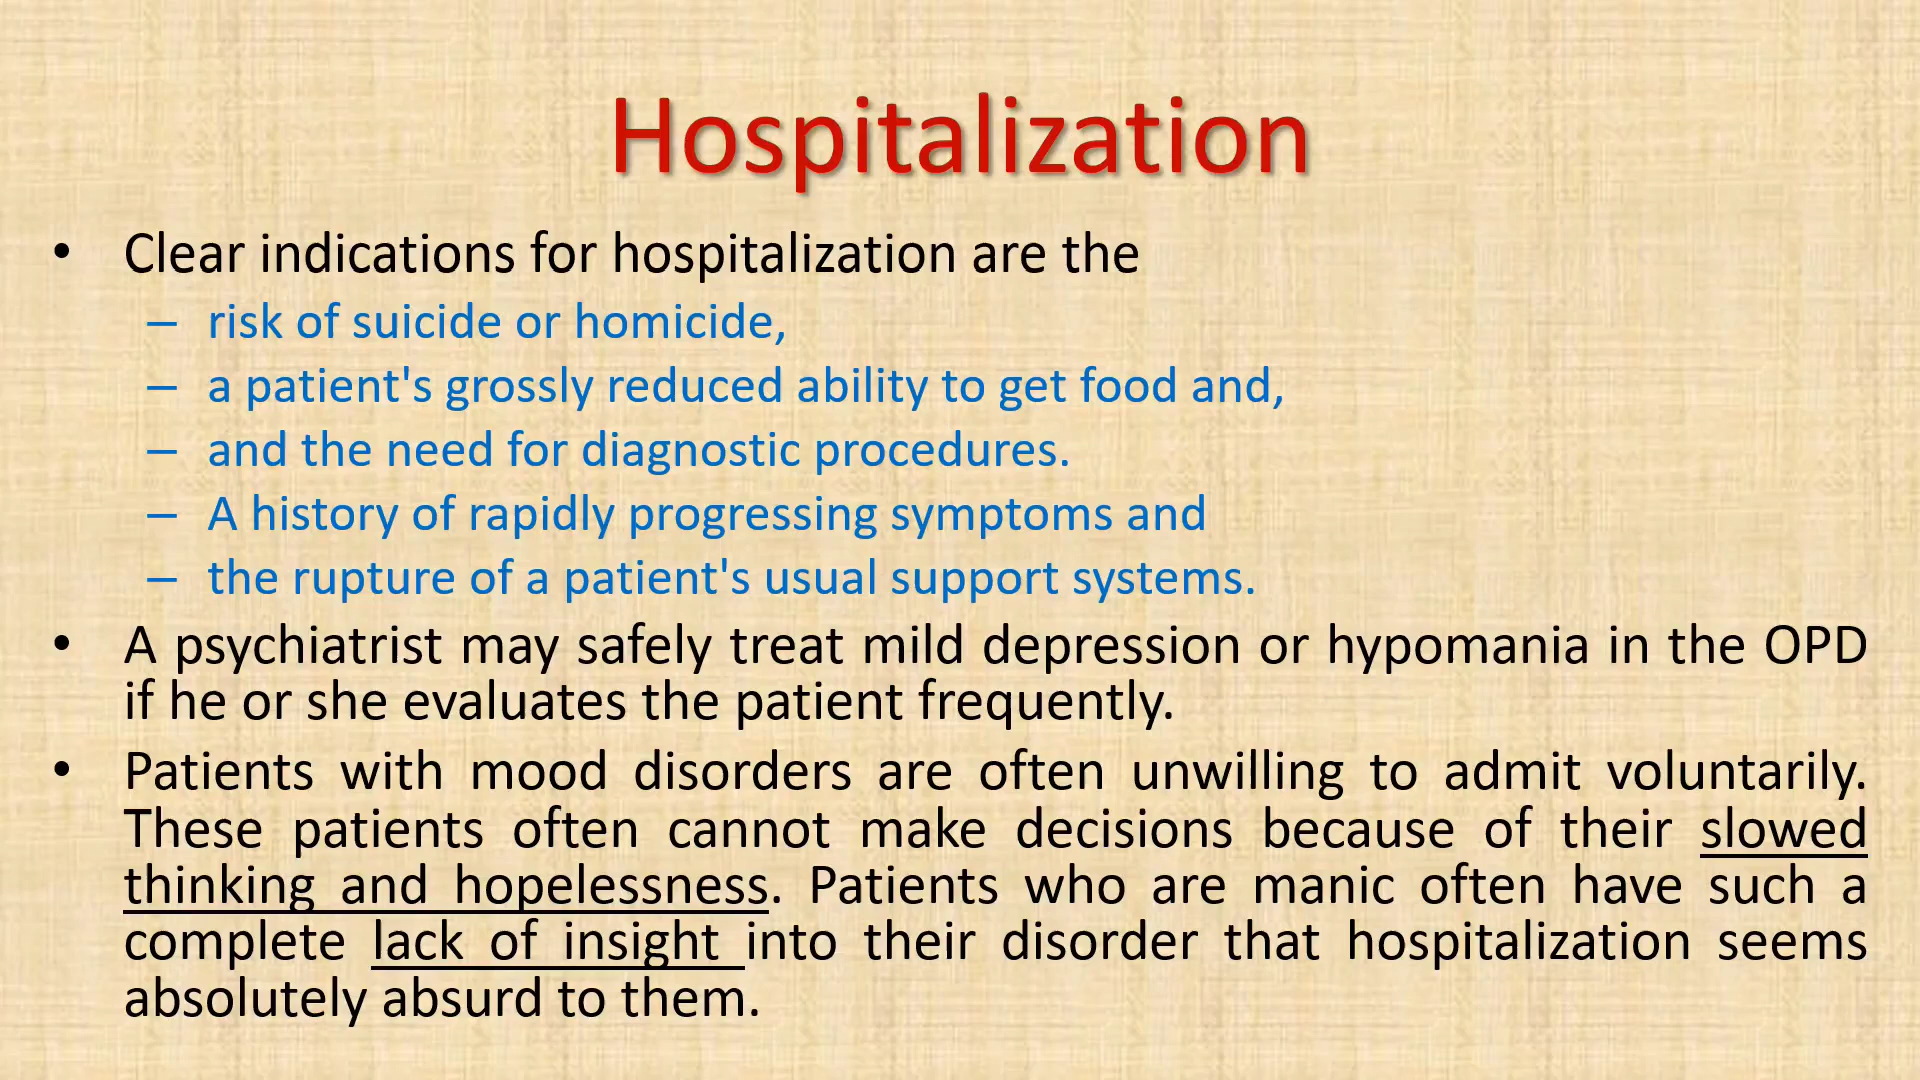 Hospitalization
• Clear indications for hospitalization are the
– risk of suicide or homicide,
– a patient's grossly reduced ability to get food and,
– and the need for diagnostic procedures.
– A history of rapidly progressing symptoms and
– the rupture of a patient's usual support systems.
• A psychiatrist may safely treat mild depression or hypomania in the OPD
if he or she evaluates the patient frequently.
• Patients with mood disorders are often unwilling to admit voluntarily.
These patients often cannot make decisions because of their slowed
thinking and hopelessness. Patients who are manic often have such a
complete lack of insight into their disorder that hospitalization seems
absolutely absurd to them.